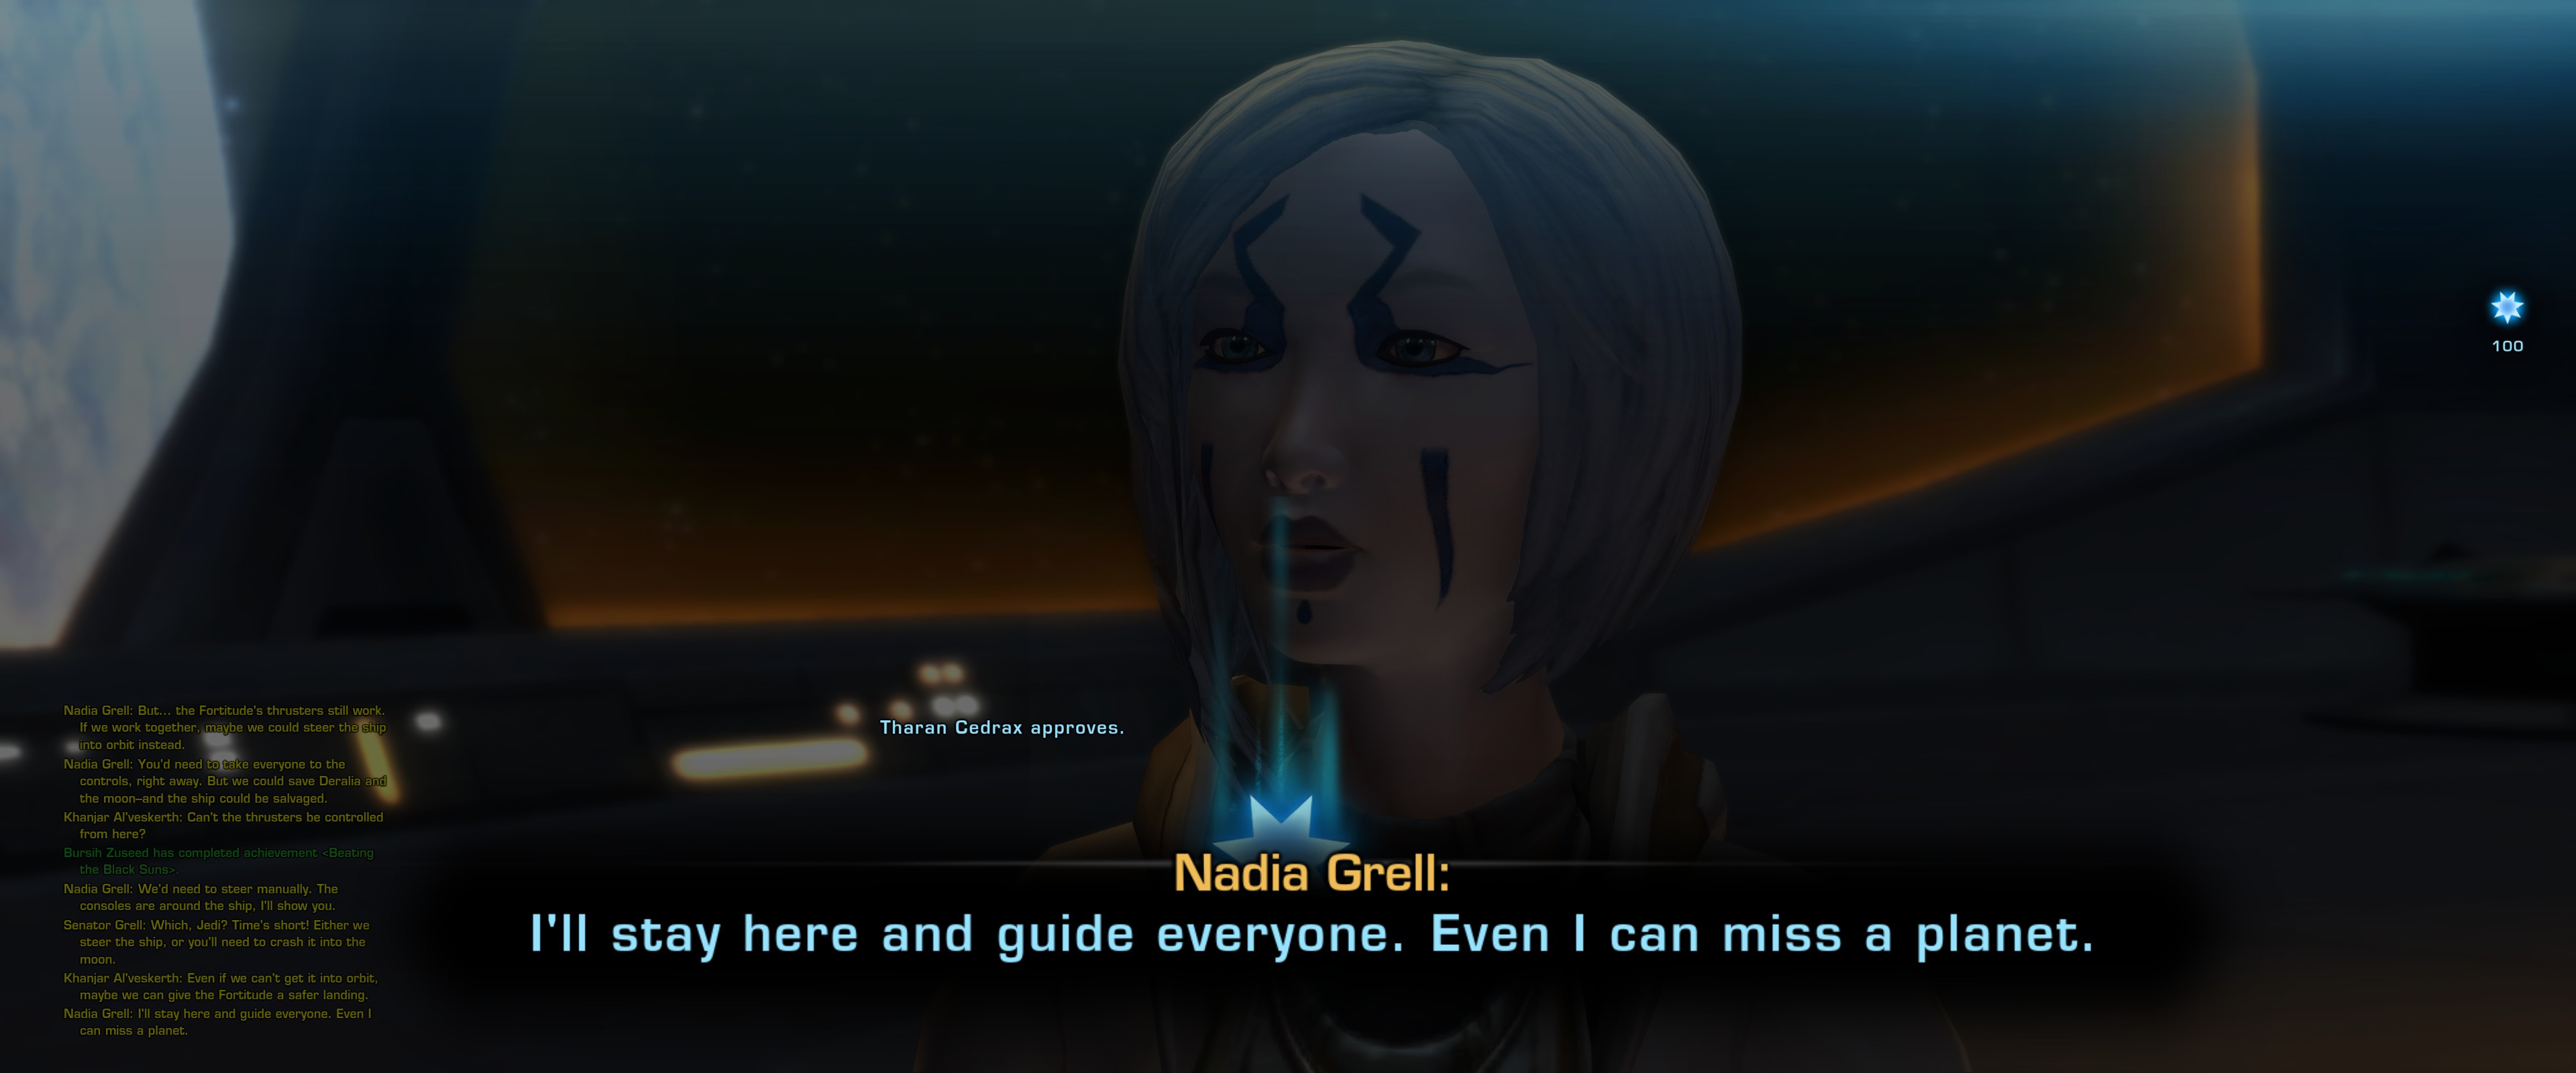 100
Nadia Grell: But... the Fortitude's thrusters still work.
If we work together, maybe we could steer the ship
into orbit instead.
Nadia Grell: You'd need to take everyone to the
controls, right away. But we could save Deralia and
the moon—and the ship could be salvaged.
Khanjar Al'veskerth: Can't the thrusters be controlled
from here?
Bursih Zuseed has completed achievement <Beating
the Black Suns>.
Nadia Grell: We'd need to steer manually. The
consoles are around the ship, I'll show you.
Senator Grell: Which, Jedi? Time's short! Either we
steer the ship, or you'll need to crash it into the
moon.
Khanjar Al'veskerth: Even if we can't get it into orbit,
maybe we can give the Fortitude a safer landing.
Nadia Grell: I'll stay here and guide everyone. Even I
can miss a planet.
Tharan Cedrax approves.
Nadia Grell:
I'll stay here and guide everyone. Even I can miss a planet.